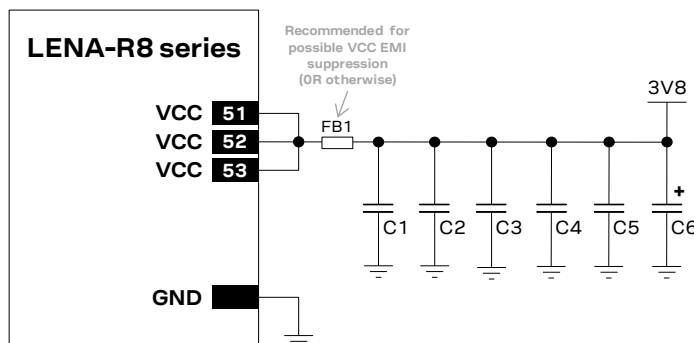 LENA-R8 series
Recommended for
possible VCC EMI
suppression
(0R otherwise)
3V8
VCC 51
FB1
VCC 52
VCC 53
+
C1 C2 C3 C4 C5 C6
GND